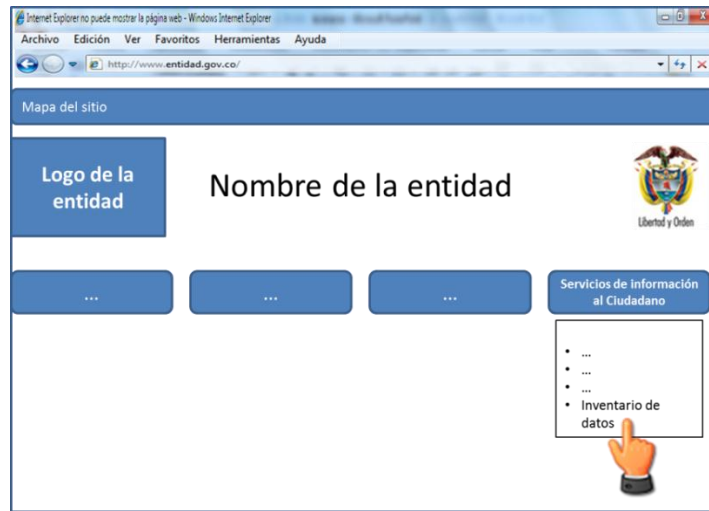 Internet Explorer no puede mostrar la página web - Windows Internet Explorer
Archivo Edición Ver Favoritos Herramientas Ayuda
http://www.entidad.gov.co/
Mapa del sitio
Logo de la
entidad
Nombre de la entidad
Libertad y Orden
...
...
...
Servicios de información
al Ciudadano
• ...
• ...
• ...
• Inventario de
datos